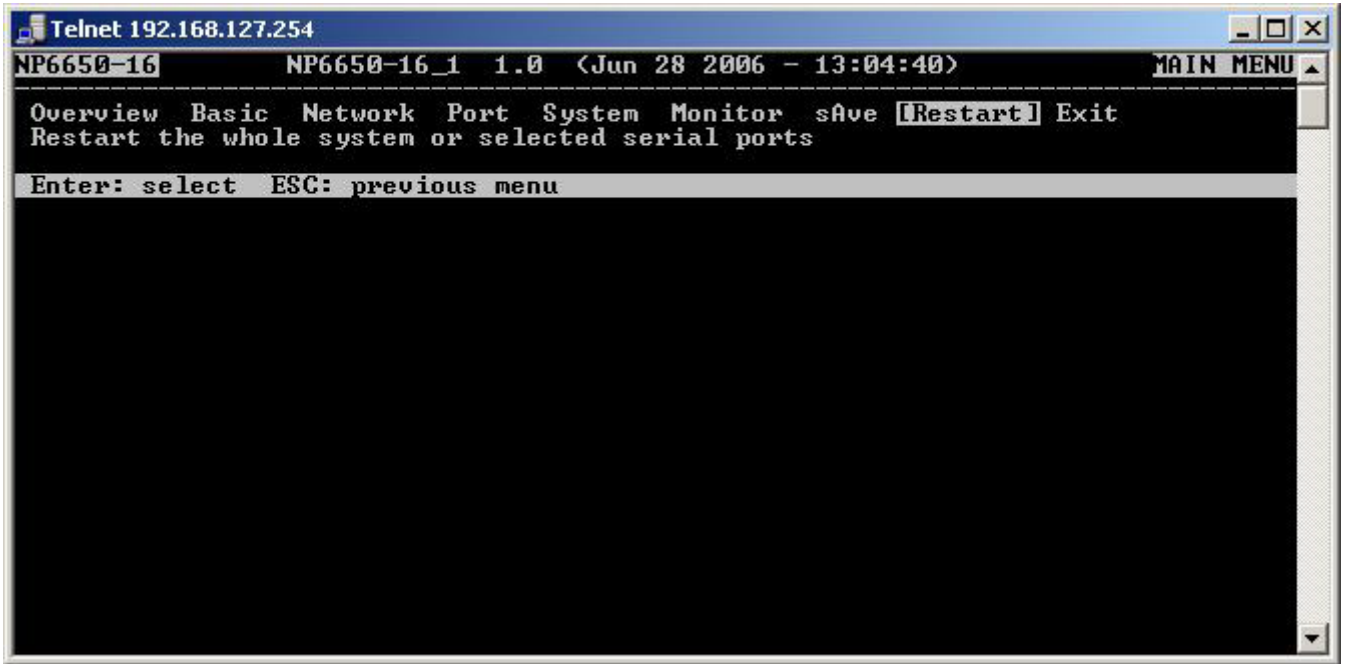 Telnet 192.168.127.254
NP6650-16 NP6650-16_1 1.0 (Jun 28 2006 - 13:04:40) MAIN MENU
Overview Basic Network Port System Monitor sAve [Restart] Exit
Restart the whole system or selected serial ports
Enter: select ESC: previous menu